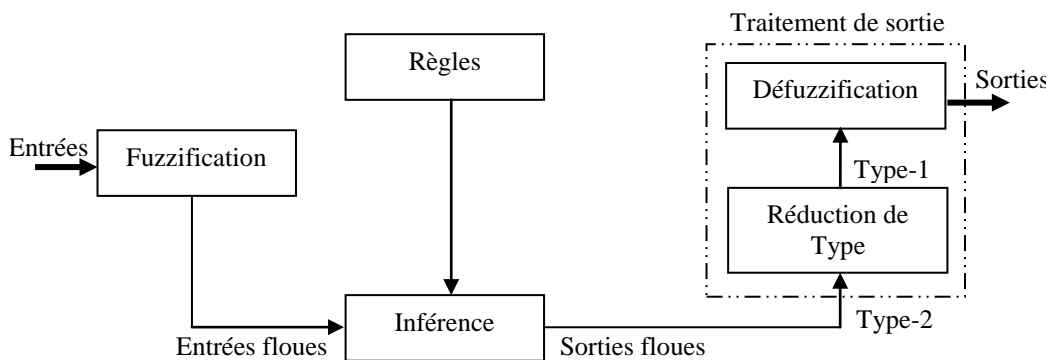 Traitement de sortie
Règles
Défuzzification
Sorties
Entrées
Fuzzification
Type-1
Réduction de
Type
Inférence
Type-2
Entrées floues
Sorties floues